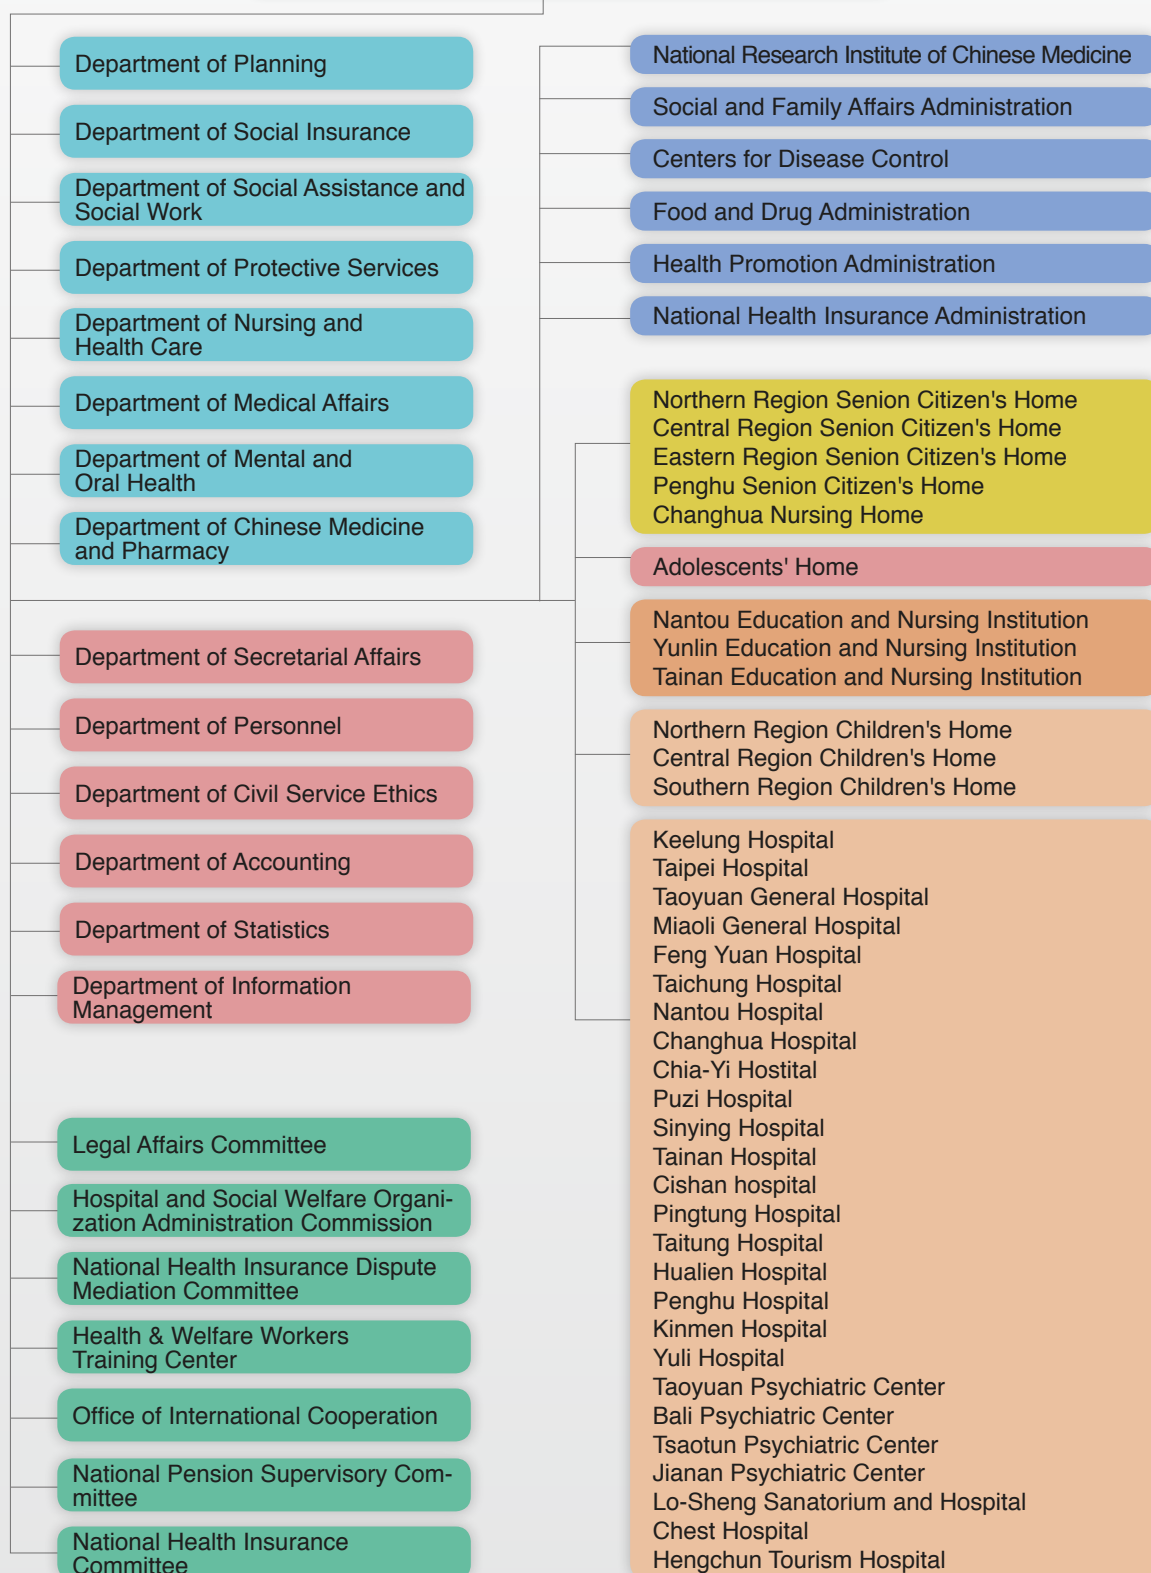 Department of Planning
Department of Social Insurance
Department of Social Assistance and
Social Work
Department of Protective Services
Department of Nursing and
Health Care
Department of Medical Affairs
Department of Mental and
Oral Health
Department of Chinese Medicine
and Pharmacy
Department of Secretarial Affairs
Department of Personnel
Department of Civil Service Ethics
Department of Accounting
Department of Statistics
Department of Information
Management
Legal Affairs Committee
Hospital and Social Welfare Organi-
zation Administration Commission
National Health Insurance Dispute
Mediation Committee
Health & Welfare Workers
Training Center
Office of International Cooperation
National Pension Supervisory Com-
mittee
National Health Insurance
Committee
National Research Institute of Chinese Medicine
Social and Family Affairs Administration
Centers for Disease Control
Food and Drug Administration
Health Promotion Administration
National Health Insurance Administration
Northern Region Senion Citizen's Home
Central Region Senion Citizen's Home
Eastern Region Senion Citizen's Home
Penghu Senion Citizen's Home
Changhua Nursing Home
Adolescents' Home
Nantou Education and Nursing Institution
Yunlin Education and Nursing Institution
Tainan Education and Nursing Institution
Northern Region Children's Home
Central Region Children's Home
Southern Region Children's Home
Keelung Hospital
Taipei Hospital
Taoyuan General Hospital
Miaoli General Hospital
Feng Yuan Hospital
Taichung Hospital
Nantou Hospital
Changhua Hospital
Chia-Yi Hostital
Puzi Hospital
Sinying Hospital
Tainan Hospital
Cishan hospital
Pingtung Hospital
Taitung Hospital
Hualien Hospital
Penghu Hospital
Kinmen Hospital
Yuli Hospital
Taoyuan Psychiatric Center
Bali Psychiatric Center
Tsaotun Psychiatric Center
Jianan Psychiatric Center
Lo-Sheng Sanatorium and Hospital
Chest Hospital
Hengchun Tourism Hospital